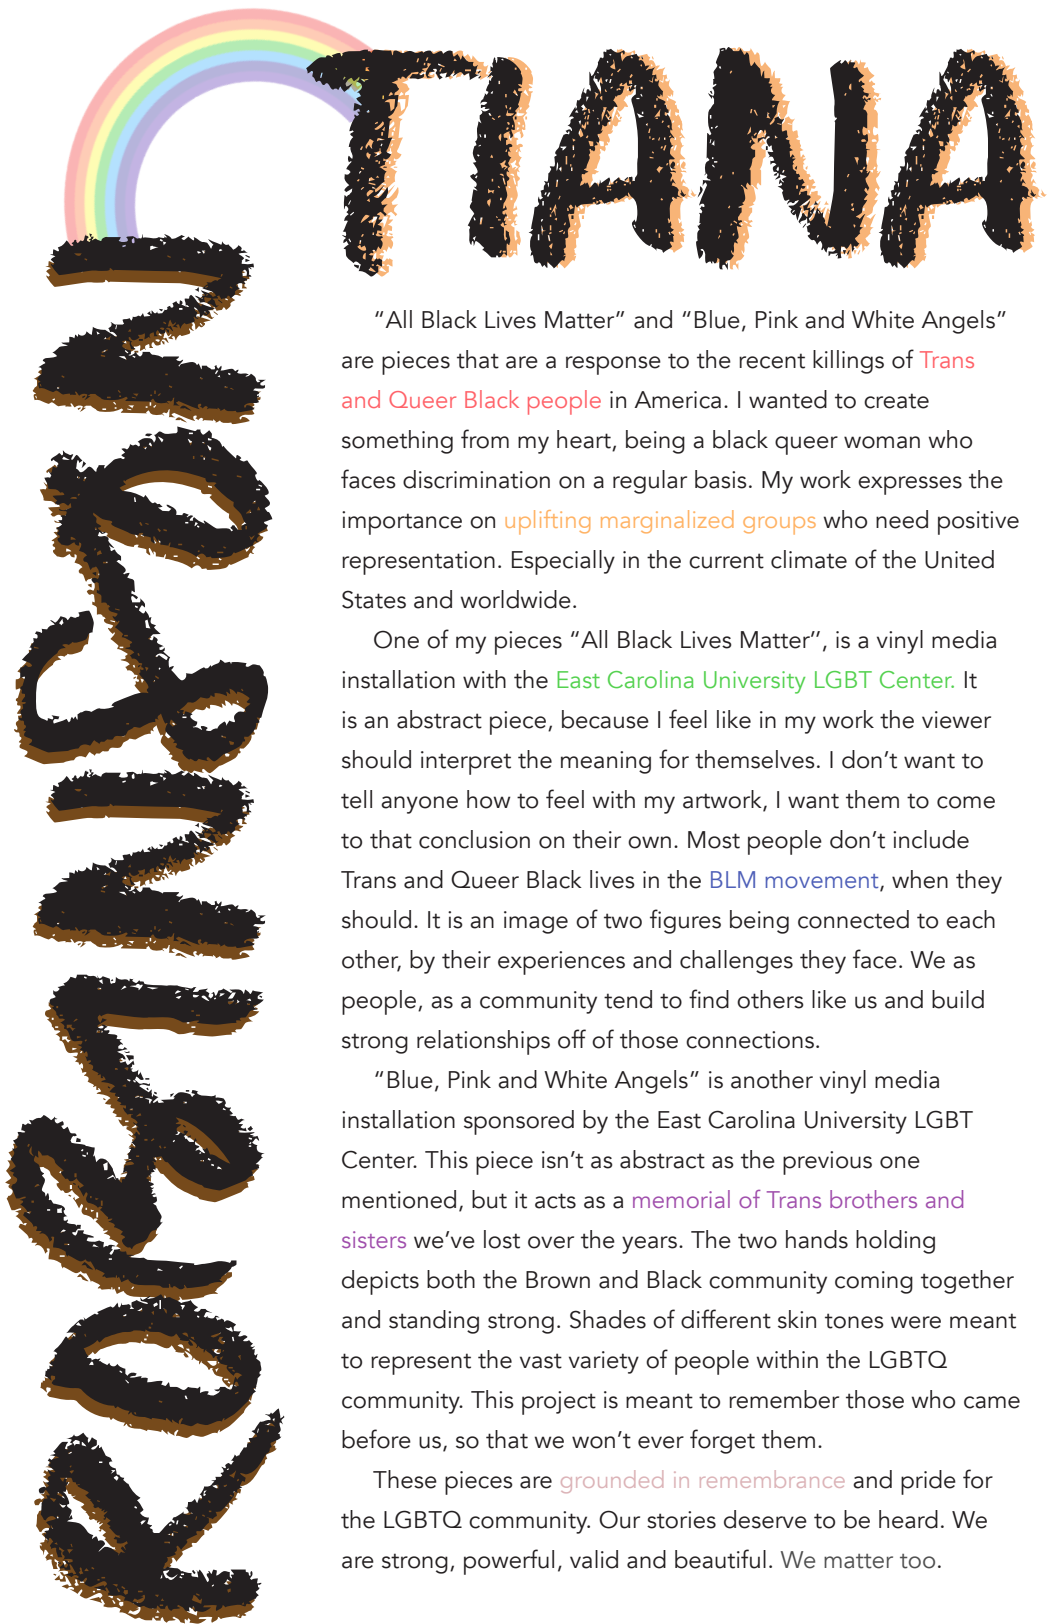 TIANA
“All Black Lives Matter” and “Blue, Pink and White Angels”
are pieces that are a response to the recent killings of Trans
and Queer Black people in America. I wanted to create
something from my heart, being a black queer woman who
faces discrimination on a regular basis. My work expresses the
importance on uplifting marginalized groups who need positive
representation. Especially in the current climate of the United
States and worldwide.
One of my pieces “All Black Lives Matter”, is a vinyl media
installation with the East Carolina University LGBT Center. It
is an abstract piece, because I feel like in my work the viewer
should interpret the meaning for themselves. I don’t want to
tell anyone how to feel with my artwork, I want them to come
to that conclusion on their own. Most people don’t include
Trans and Queer Black lives in the BLM movement, when they
should. It is an image of two figures being connected to each
other, by their experiences and challenges they face. We as
people, as a community tend to find others like us and build
strong relationships off of those connections.
“Blue, Pink and White Angels” is another vinyl media
installation sponsored by the East Carolina University LGBT
Center. This piece isn’t as abstract as the previous one
mentioned, but it acts as a memorial of Trans brothers and
sisters we’ve lost over the years. The two hands holding
depicts both the Brown and Black community coming together
and standing strong. Shades of different skin tones were meant
to represent the vast variety of people within the LGBTQ
community. This project is meant to remember those who came
before us, so that we won’t ever forget them.
These pieces are grounded in remembrance and pride for
the LGBTQ community. Our stories deserve to be heard. We
are strong, powerful, valid and beautiful. We matter too.